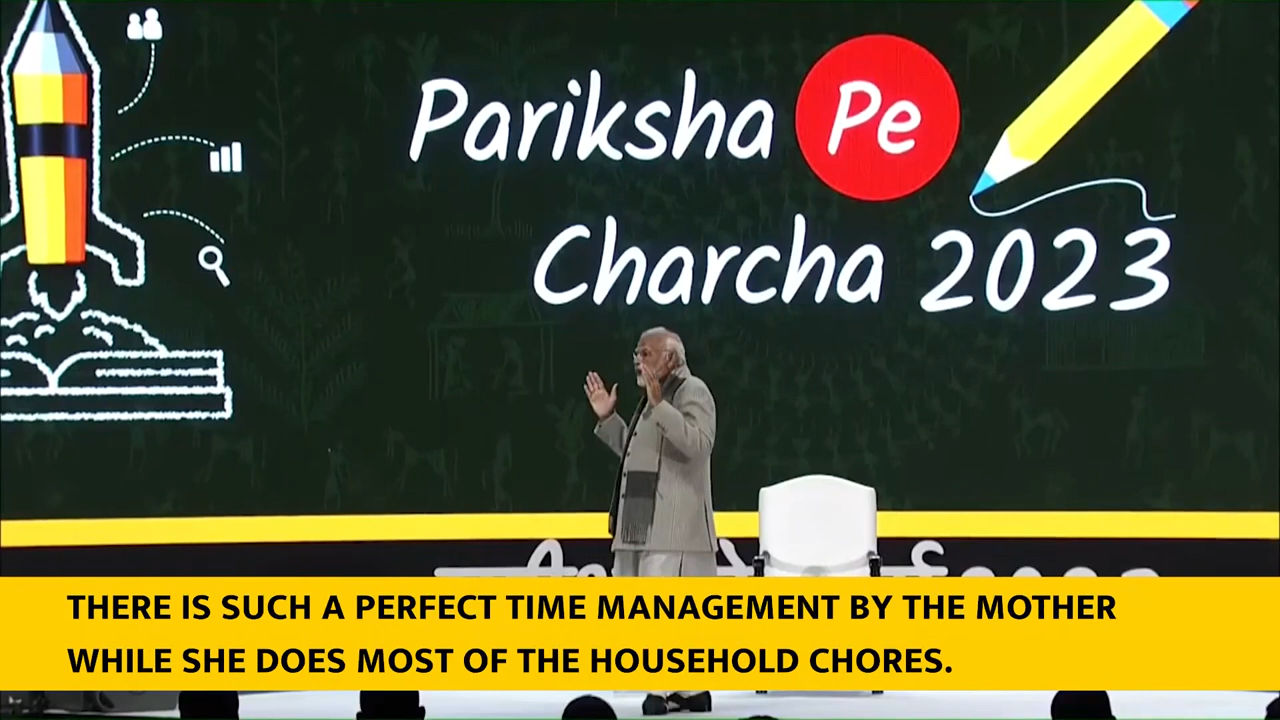 Pariksha Pe
Charcha 2023
THERE IS SUCH A PERFECT TIME MANAGEMENT BY THE MOTHER
WHILE SHE DOES MOST OF THE HOUSEHOLD CHORES.